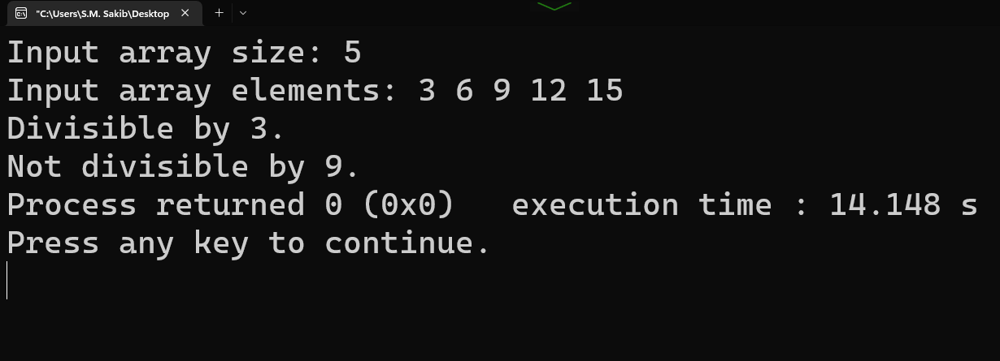 "C:\Users\S.M. Sakib\Desktop
Input array size: 5
Input array elements: 3 6 9 12 15
Divisible by 3.
Not divisible by 9.
Process returned 0 (0x0)   execution time : 14.148 s
Press any key to continue.